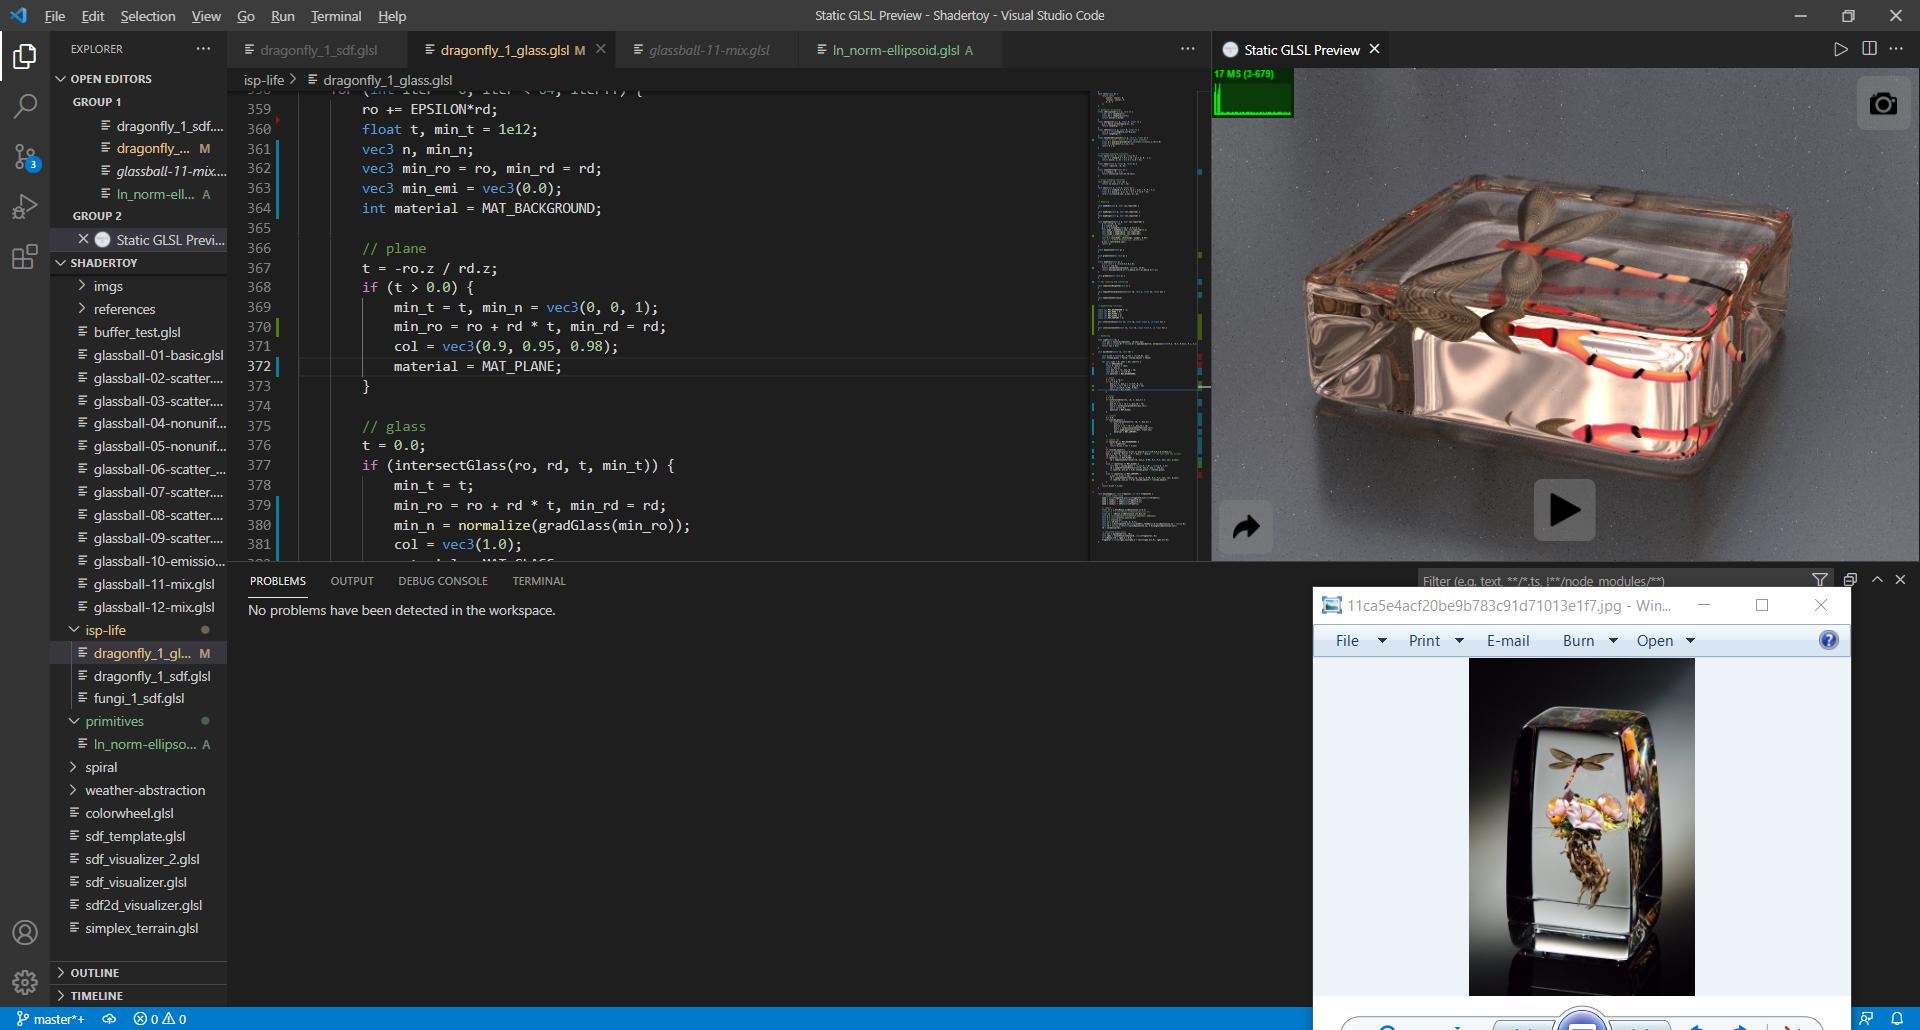 File Edit Selection View Go Run Terminal Help
Static GLSL Preview - Shadertoy - Visual Studio Code
EXPLORER
OPEN EDITORS
GROUP 1
dragonfly_1_sdf....
dragonfly_... M
glassball-11-mix....
ln_norm-ell... A
GROUP 2
Static GLSL Previ...
SHADERTOY
imgs
references
buffer_test.glsl
glassball-01-basic.glsl
glassball-02-scatter....
glassball-03-scatter....
glassball-04-nonunif...
glassball-05-nonunif...
glassball-06-scatter_...
glassball-07-scatter....
glassball-08-scatter....
glassball-09-scatter....
glassball-10-emissio...
glassball-11-mix.glsl
glassball-12-mix.glsl
isp-life
dragonfly_1_gl... M
dragonfly_1_sdf.glsl
fungi_1_sdf.glsl
primitives
ln_norm-ellipso... A
spiral
weather-abstraction
colorwheel.glsl
sdf_template.glsl
sdf_visualizer_2.glsl
sdf_visualizer.glsl
sdf2d_visualizer.glsl
simplex_terrain.glsl
OUTLINE
TIMELINE
3
dragonfly_1_sdf.glsl
dragonfly_1_glass.glsl M
glassball-11-mix.glsl
ln_norm-ellipsoid.glsl A
isp-life > dragonfly_1_glass.glsl
359 ro += EPSILON*rd;
360 float t, min_t = 1e12;
361 vec3 n, min_n;
362 vec3 min_ro = ro, min_rd = rd;
363 vec3 min_emi = vec3(0.0);
364 int material = MAT_BACKGROUND;
365
366 // plane
367 t = -ro.z / rd.z;
368 if (t > 0.0) {
369 min_t = t, min_n = vec3(0, 0, 1);
370 min_ro = ro + rd * t, min_rd = rd;
371 col = vec3(0.9, 0.95, 0.98);
372 material = MAT_PLANE;
373 }
374
375 // glass
376 t = 0.0;
377 if (intersectGlass(ro, rd, t, min_t)) {
378 min_t = t;
379 min_ro = ro + rd * t, min_rd = rd;
380 min_n = normalize(gradGlass(min_ro));
381 col = vec3(1.0);
Static GLSL Preview
17 MS (3-679)
PROBLEMS OUTPUT DEBUG CONSOLE TERMINAL
Filter (e.g. text, **/*.ts, !**/node_modules/**)
No problems have been detected in the workspace.
11ca5e4acf20be9b783c91d71013e1f7.jpg - Win...
File Print E-mail Burn Open
master*+ 0 0